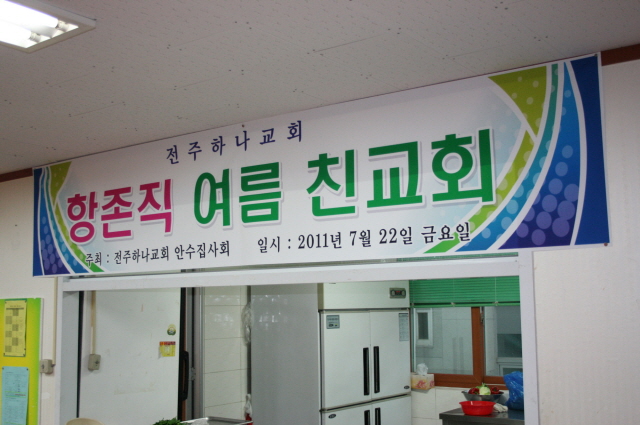 전주하나교회
항존직 여름 친교회
주최 : 전주하나교회 안수집사회 일시 : 2011년 7월 22일 금요일